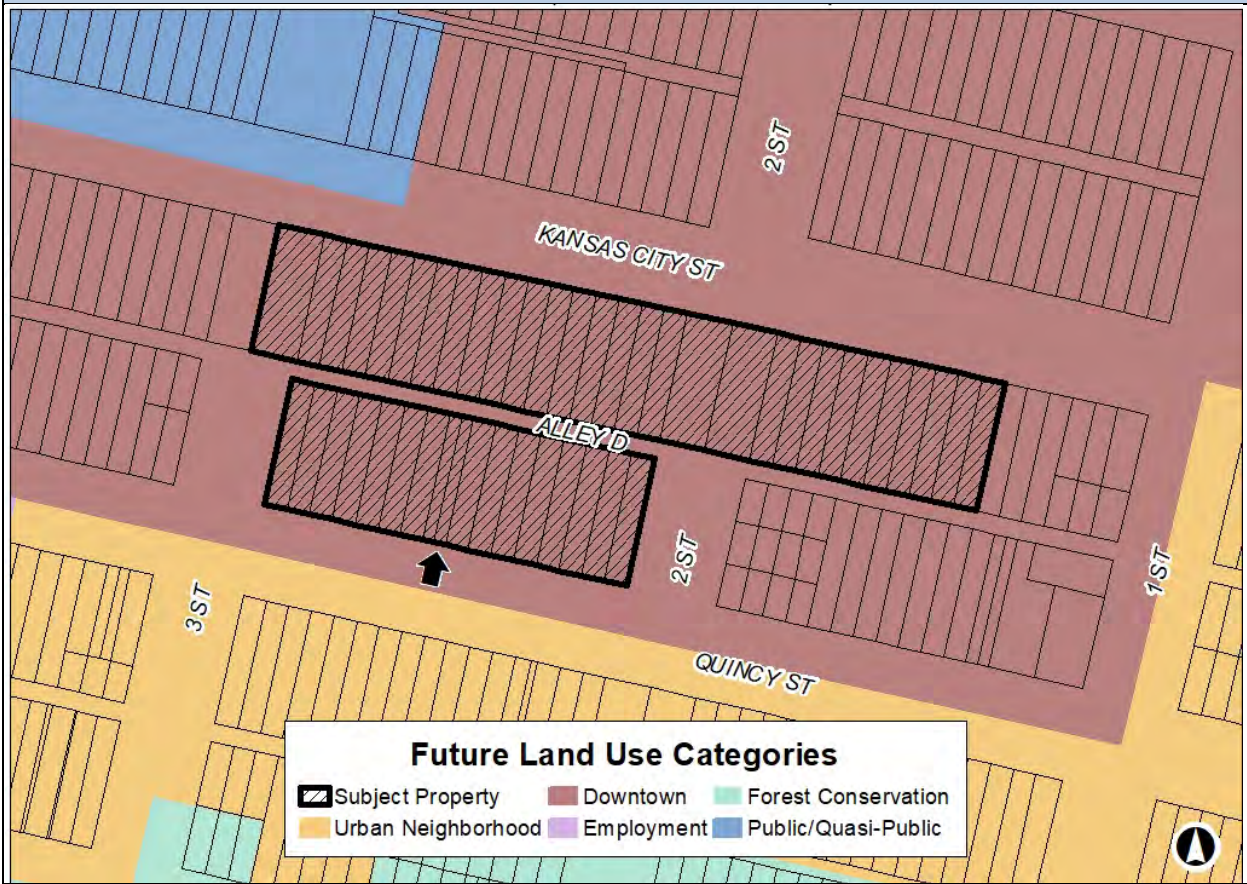 2 ST
KANSAS CITY ST
ALLEY D
2 ST
1 ST
3 ST
QUINCY ST
Future Land Use Categories
Subject Property Downtown Forest Conservation
Urban Neighborhood Employment Public/Quasi-Public